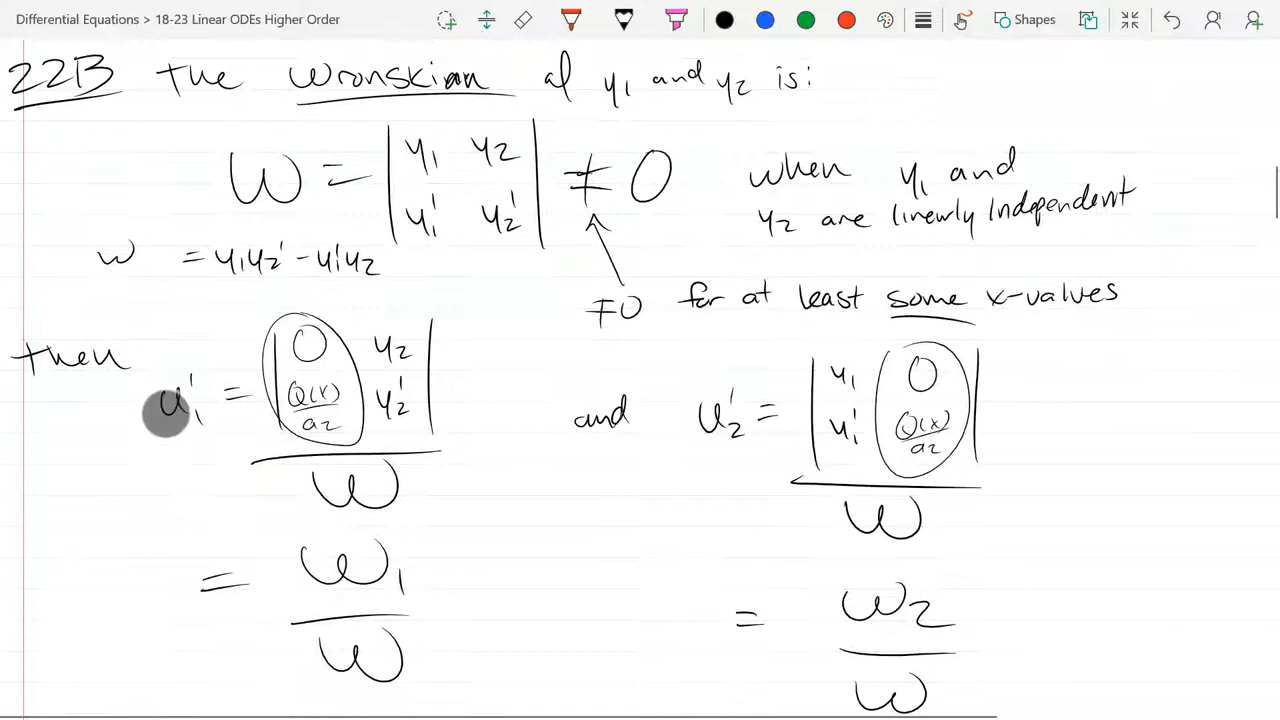 Differential Equations > 18-23 Linear ODEs Higher Order
Shapes
22B The Wronskian of y1 and y2 is:
W = | y1 y2 | ≠ 0 when y1 and
| y1' y2' | y2 are linearly Independent
W = y1y2' - y1'y2
≠0 for at least some x-values
then
u1' = | 0 y2 | and u2' = | y1 0 |
| Q(x)/a2 y2' | | y1' Q(x)/a2 |
W W
= W1 / W = W2 / W